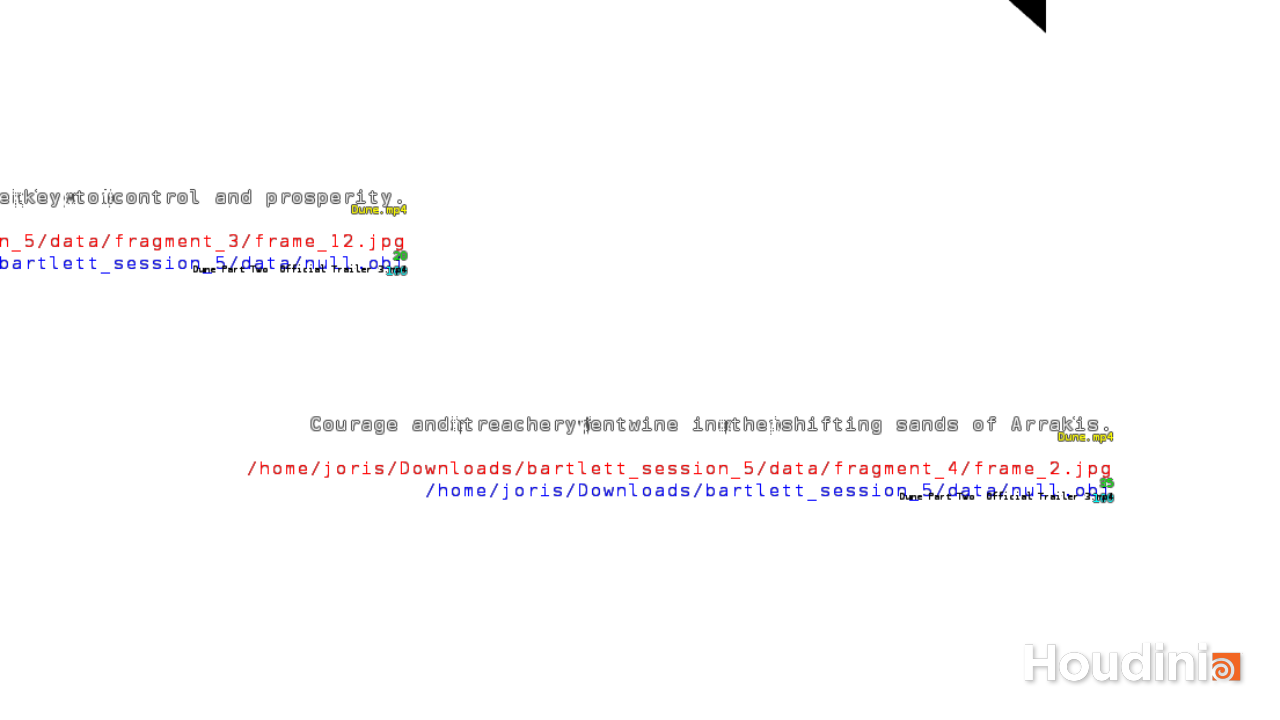 key to control and prosperity.
Dune.mp4
n_5/data/fragment_3/frame_12.jpg
20
bartlett_session_5/data/null.obj
Dune Part Two Official Trailer 3.mp4
Courage and treachery entwine in the shifting sands of Arrakis.
Dune.mp4
/home/joris/Downloads/bartlett_session_5/data/fragment_4/frame_2.jpg
/home/joris/Downloads/bartlett_session_5/data/null.obj
Dune Part Two Official Trailer 3.mp4
Houdini